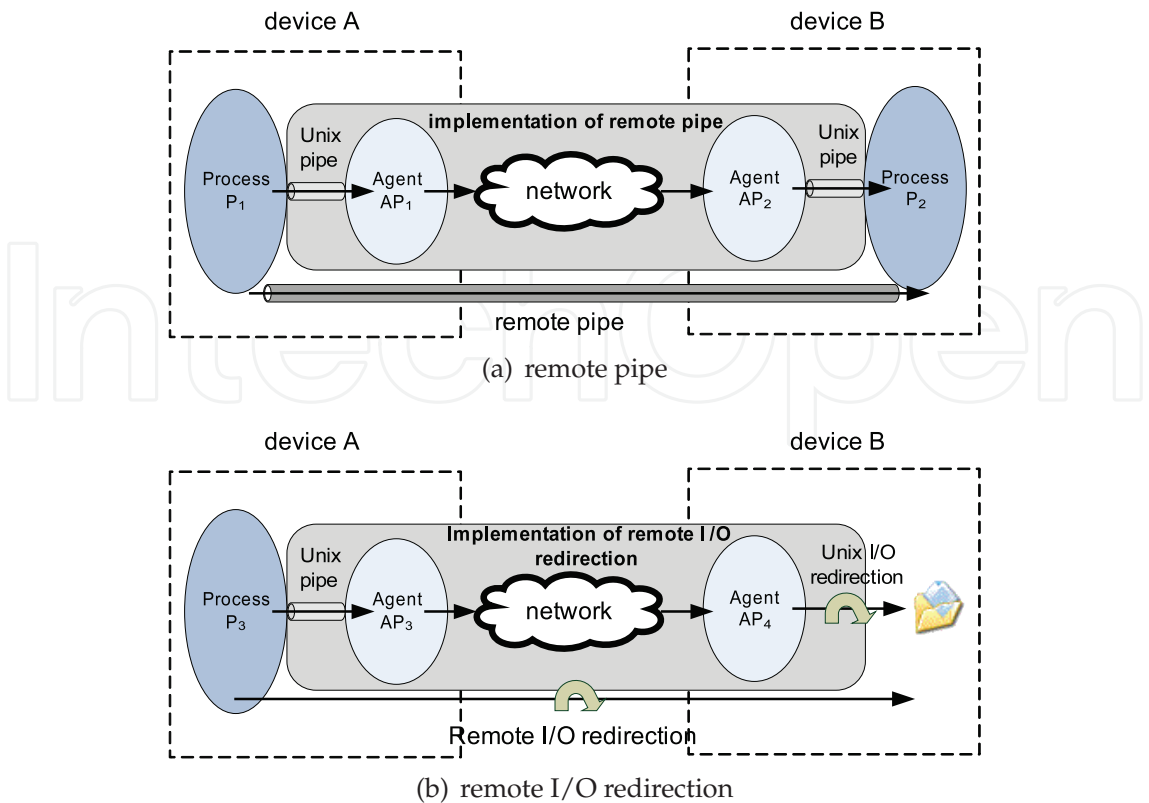 device A
device B
implementation of remote pipe
Unix
pipe
Unix
pipe
Process
P1
Agent
AP1
network
Agent
AP2
Process
P2
remote pipe
IntechOpen
(a) remote pipe
device A
device B
Implementation of remote I/O
redirection
Unix
pipe
Unix I/O
redirection
Process
P3
Agent
AP3
network
Agent
AP4
Remote I/O redirection
(b) remote I/O redirection